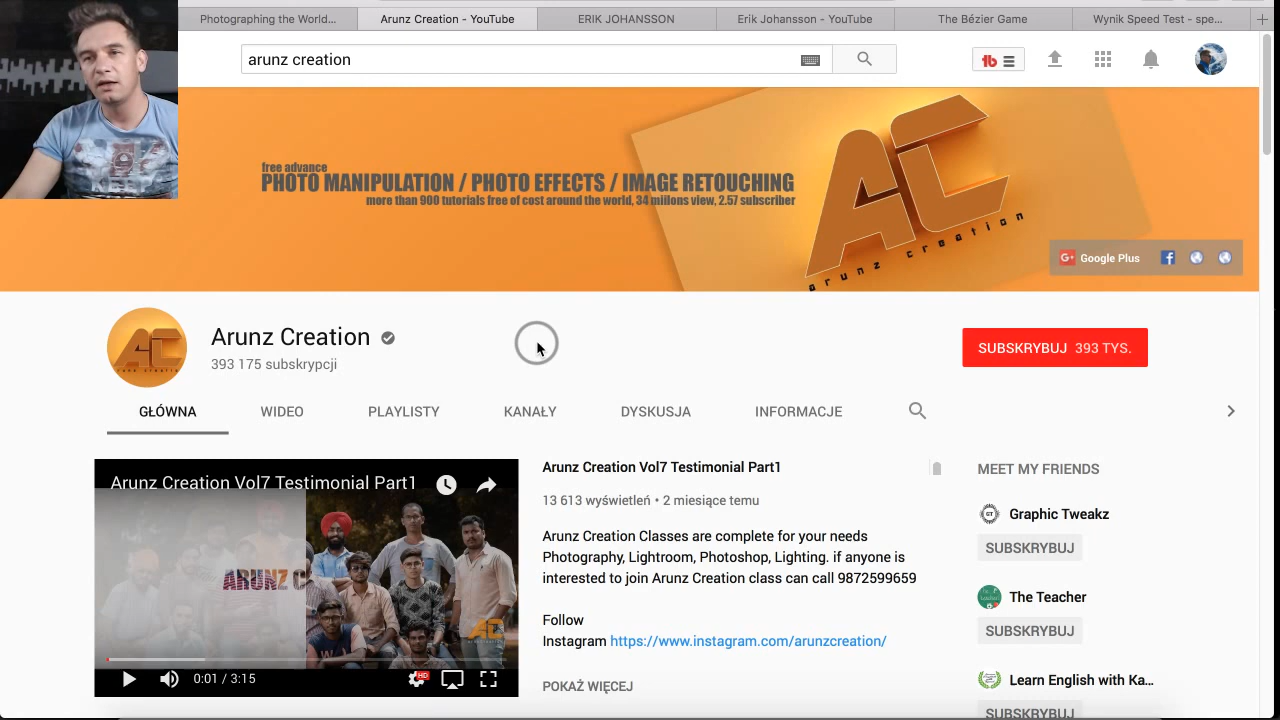 Photographing the World...
Arunz Creation - YouTube
ERIK JOHANSSON
Erik Johansson - YouTube
The Bézier Game
Wynik Speed Test - spe...
arunz creation
free advance
PHOTO MANIPULATION / PHOTO EFFECTS / IMAGE RETOUCHING
more than 900 tutorials free of cost around the world, 34 miilons view, 2.57 subscriber
AC
arunz creation
Google Plus
Arunz Creation
393 175 subskrypcji
SUBSKRYBUJ 393 TYS.
GŁÓWNA
WIDEO
PLAYLISTY
KANAŁY
DYSKUSJA
INFORMACJE
Arunz Creation Vol7 Testimonial Part1
ARUNZ C
0:01 / 3:15
HD
Arunz Creation Vol7 Testimonial Part1
13 613 wyświetleń • 2 miesiące temu
Arunz Creation Classes are complete for your needs
Photography, Lightroom, Photoshop, Lighting. if anyone is
interested to join Arunz Creation class can call 9872599659
Follow
Instagram https://www.instagram.com/arunzcreation/
POKAŻ WIĘCEJ
MEET MY FRIENDS
Graphic Tweakz
SUBSKRYBUJ
The Teacher
SUBSKRYBUJ
Learn English with Ka...
SUBSKRYBUJ